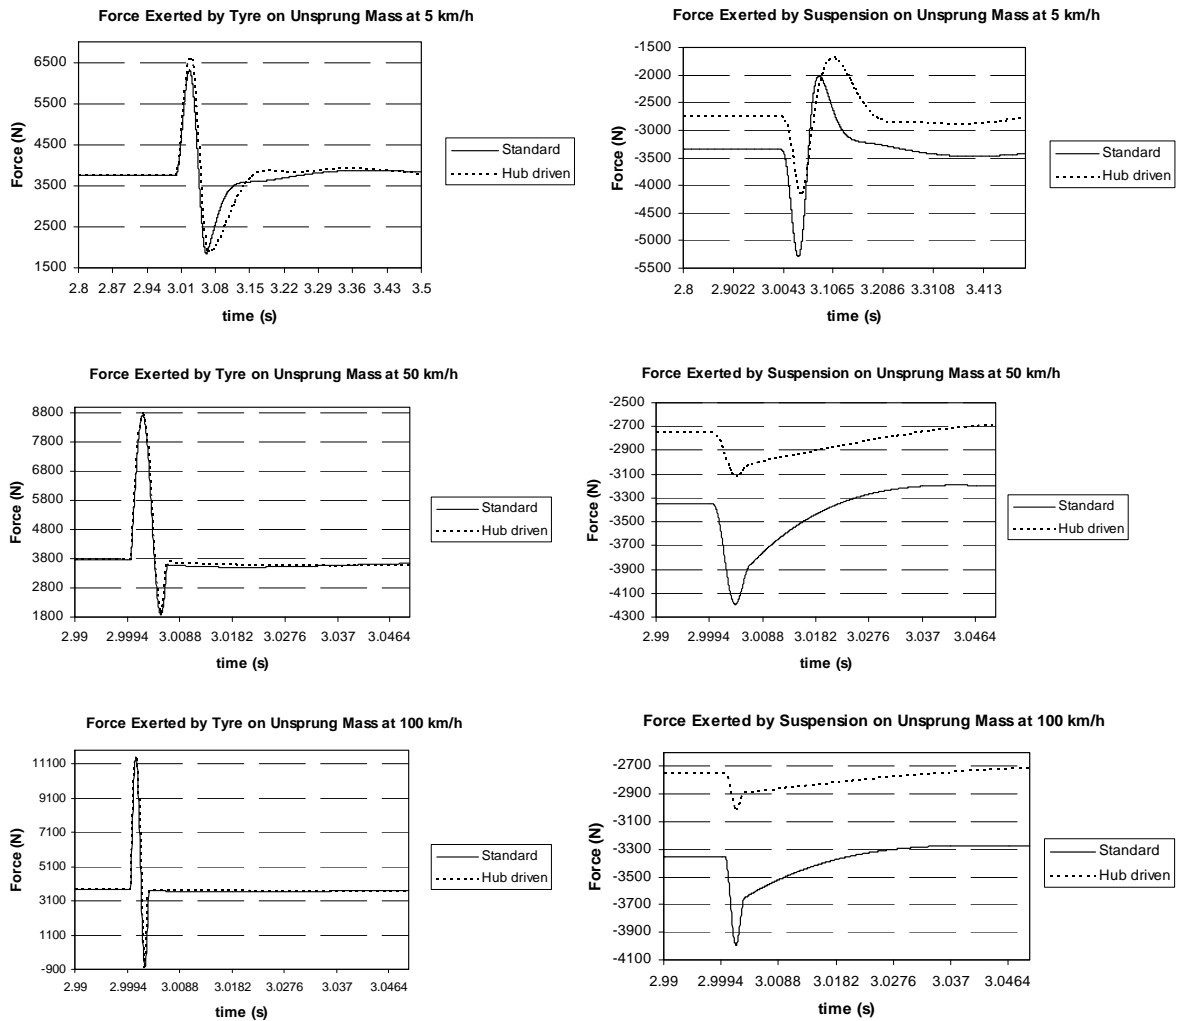 Force Exerted by Tyre on Unsprung Mass at 5 km/h
6500
5500
4500
3500
2500
1500
Force (N)
2.8 2.87 2.94 3.01 3.08 3.15 3.22 3.29 3.36 3.43 3.5
time (s)
Standard
Hub driven
Force Exerted by Suspension on Unsprung Mass at 5 km/h
-1500
-2000
-2500
-3000
-3500
-4000
-4500
-5000
-5500
Force (N)
2.8 2.9022 3.0043 3.1065 3.2086 3.3108 3.413
time (s)
Standard
Hub driven
Force Exerted by Tyre on Unsprung Mass at 50 km/h
8800
7800
6800
5800
4800
3800
2800
1800
Force (N)
2.99 2.9994 3.0088 3.0182 3.0276 3.037 3.0464
time (s)
Standard
Hub driven
Force Exerted by Suspension on Unsprung Mass at 50 km/h
-2500
-2700
-2900
-3100
-3300
-3500
-3700
-3900
-4100
-4300
Force (N)
2.99 2.9994 3.0088 3.0182 3.0276 3.037 3.0464
time (s)
Standard
Hub driven
Force Exerted by Tyre on Unsprung Mass at 100 km/h
11100
9100
7100
5100
3100
1100
-900
Force (N)
2.99 2.9994 3.0088 3.0182 3.0276 3.037 3.0464
time (s)
Standard
Hub driven
Force Exerted by Suspension on Unsprung Mass at 100 km/h
-2700
-2900
-3100
-3300
-3500
-3700
-3900
-4100
Force (N)
2.99 2.9994 3.0088 3.0182 3.0276 3.037 3.0464
time (s)
Standard
Hub driven